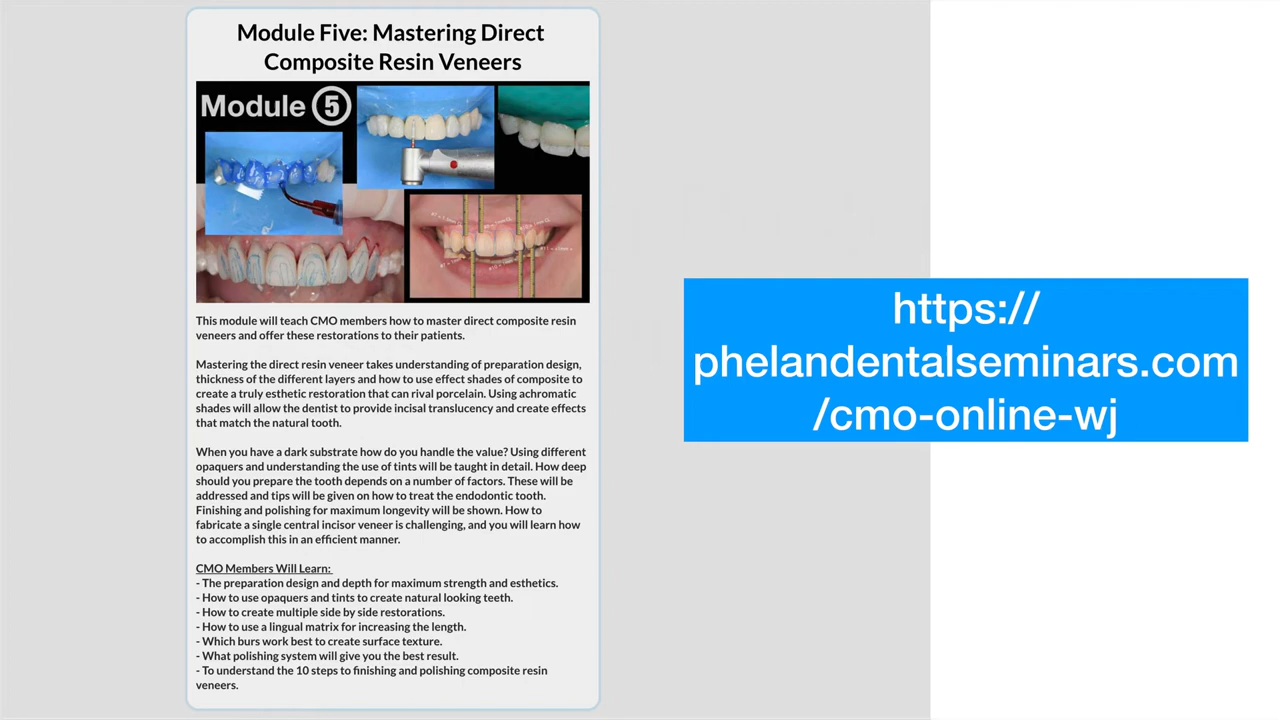 Module Five: Mastering Direct
Composite Resin Veneers
Module 5
This module will teach CMO members how to master direct composite resin
veneers and offer these restorations to their patients.
Mastering the direct resin veneer takes understanding of preparation design,
thickness of the different layers and how to use effect shades of composite to
create a truly esthetic restoration that can rival porcelain. Using achromatic
shades will allow the dentist to provide incisal translucency and create effects
that match the natural tooth.
When you have a dark substrate how do you handle the value? Using different
opaquers and understanding the use of tints will be taught in detail. How deep
should you prepare the tooth depends on a number of factors. These will be
addressed and tips will be given on how to treat the endodontic tooth.
Finishing and polishing for maximum longevity will be shown. How to
fabricate a single central incisor veneer is challenging, and you will learn how
to accomplish this in an efficient manner.
CMO Members Will Learn:
- The preparation design and depth for maximum strength and esthetics.
- How to use opaquers and tints to create natural looking teeth.
- How to create multiple side by side restorations.
- How to use a lingual matrix for increasing the length.
- Which burs work best to create surface texture.
- What polishing system will give you the best result.
- To understand the 10 steps to finishing and polishing composite resin
veneers.
https://
phelandentalseminars.com
/cmo-online-wj